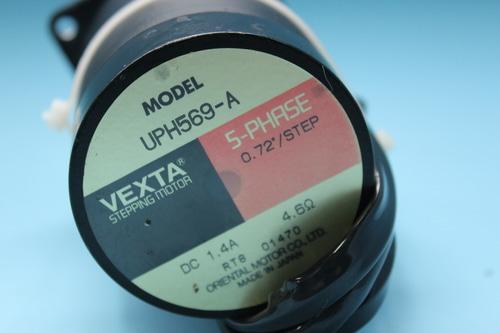 MODEL
UPH569-A
5-PHASE
0.72°/STEP
VEXTA®
STEPPING MOTOR
DC 1.4A 4.6Ω
RT8 01470
ORIENTAL MOTOR CO., LTD.
MADE IN JAPAN